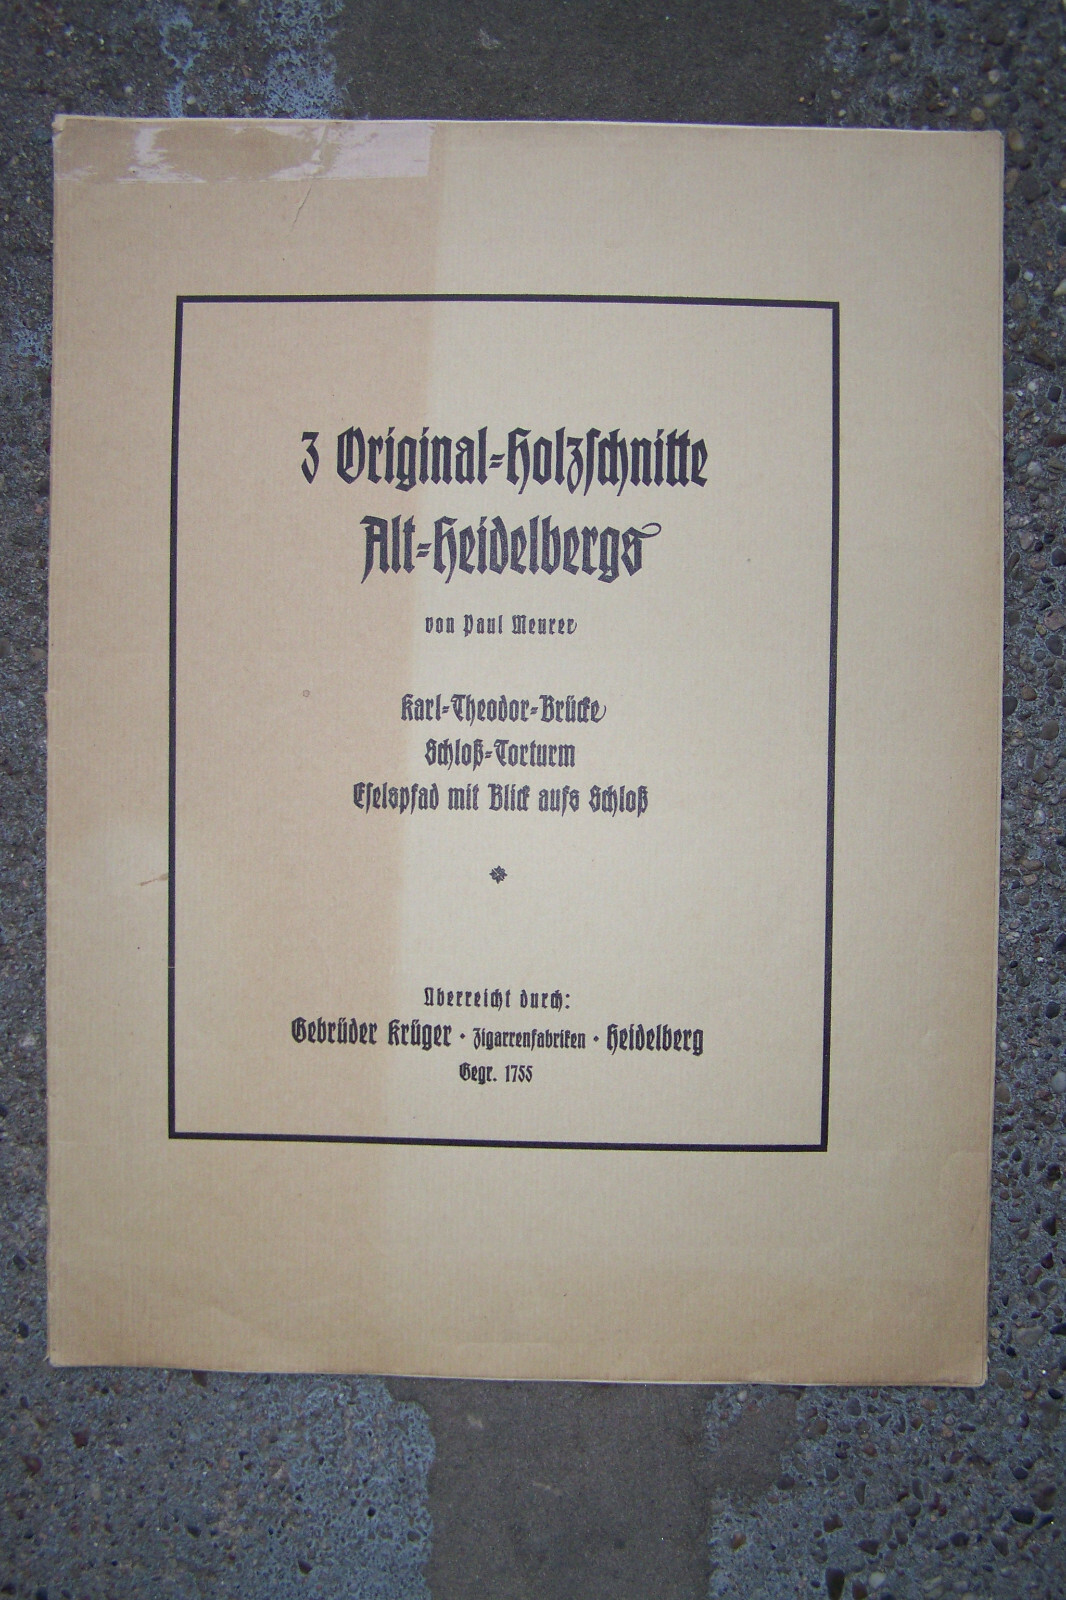 3 Original-Holzschnitte
Alt-Heidelbergs
von Paul Meurer
Karl-Theodor-Brücke
Schloß-Torturm
Eselspfad mit Blick aufs Schloß
Überreicht durch:
Gebrüder Krüger · Zigarrenfabriken · Heidelberg
Gegr. 1755